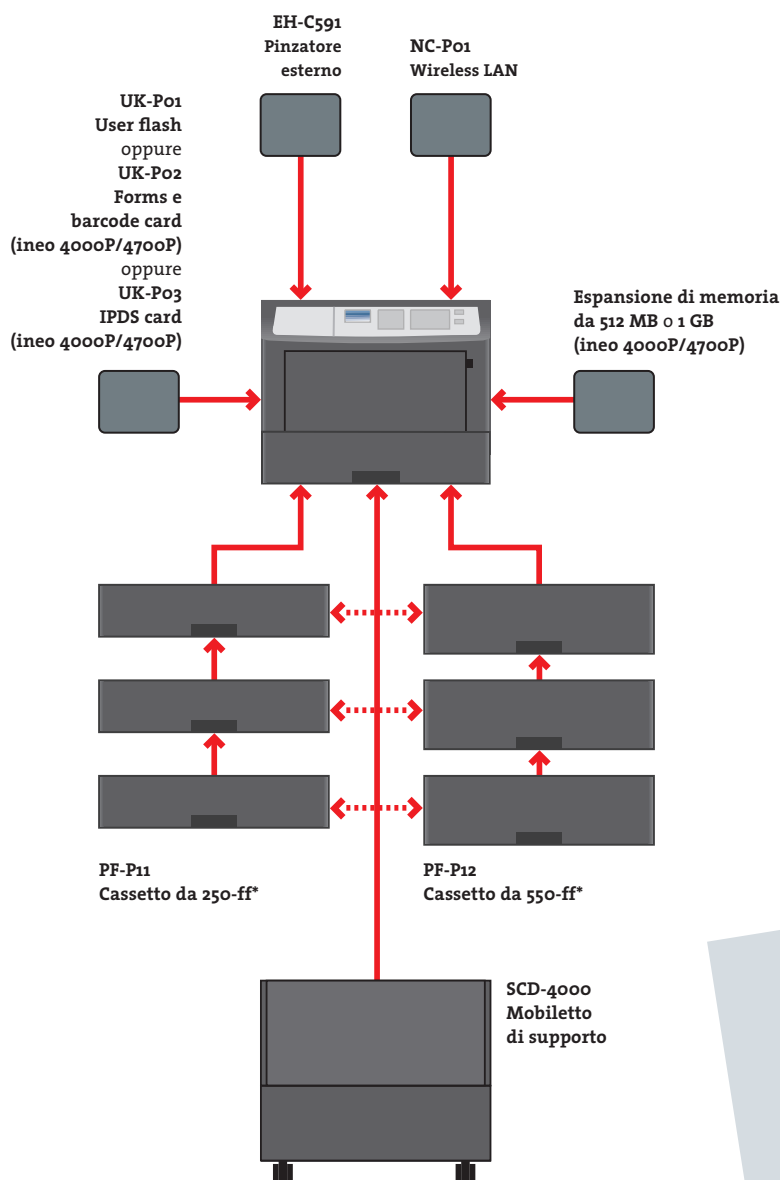 EH-C591
Pinzatore
esterno
NC-P01
Wireless LAN
UK-P01
User flash
oppure
UK-P02
Forms e
barcode card
(ineo 4000P/4700P)
oppure
UK-P03
IPDS card
(ineo 4000P/4700P)
Espansione di memoria
da 512 MB o 1 GB
(ineo 4000P/4700P)
PF-P11
Cassetto da 250-ff*
PF-P12
Cassetto da 550-ff*
SCD-4000
Mobiletto
di supporto